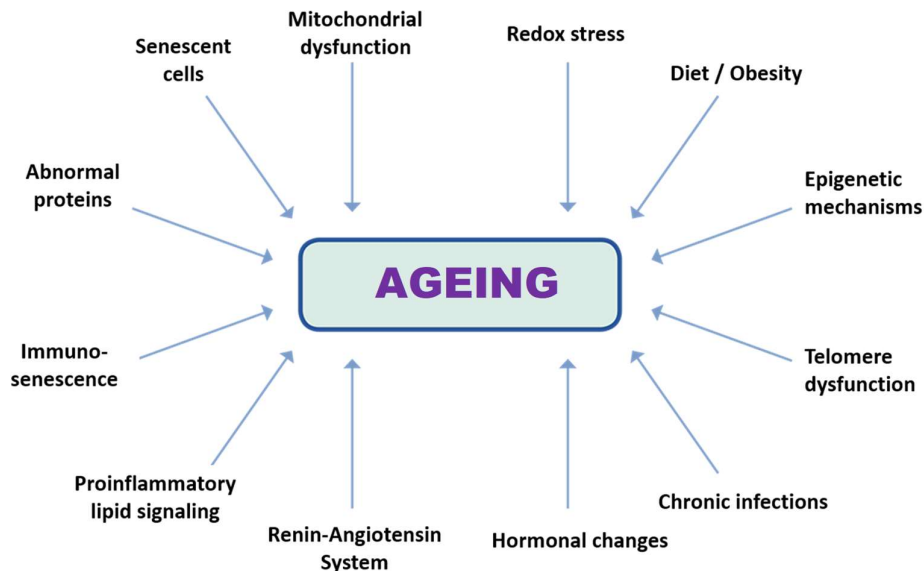 Mitochondrial
dysfunction
Redox stress
Senescent
cells
Diet / Obesity
Abnormal
proteins
Epigenetic
mechanisms
AGEING
Immuno-
senescence
Telomere
dysfunction
Proinflammatory
lipid signaling
Chronic infections
Renin-Angiotensin
System
Hormonal changes